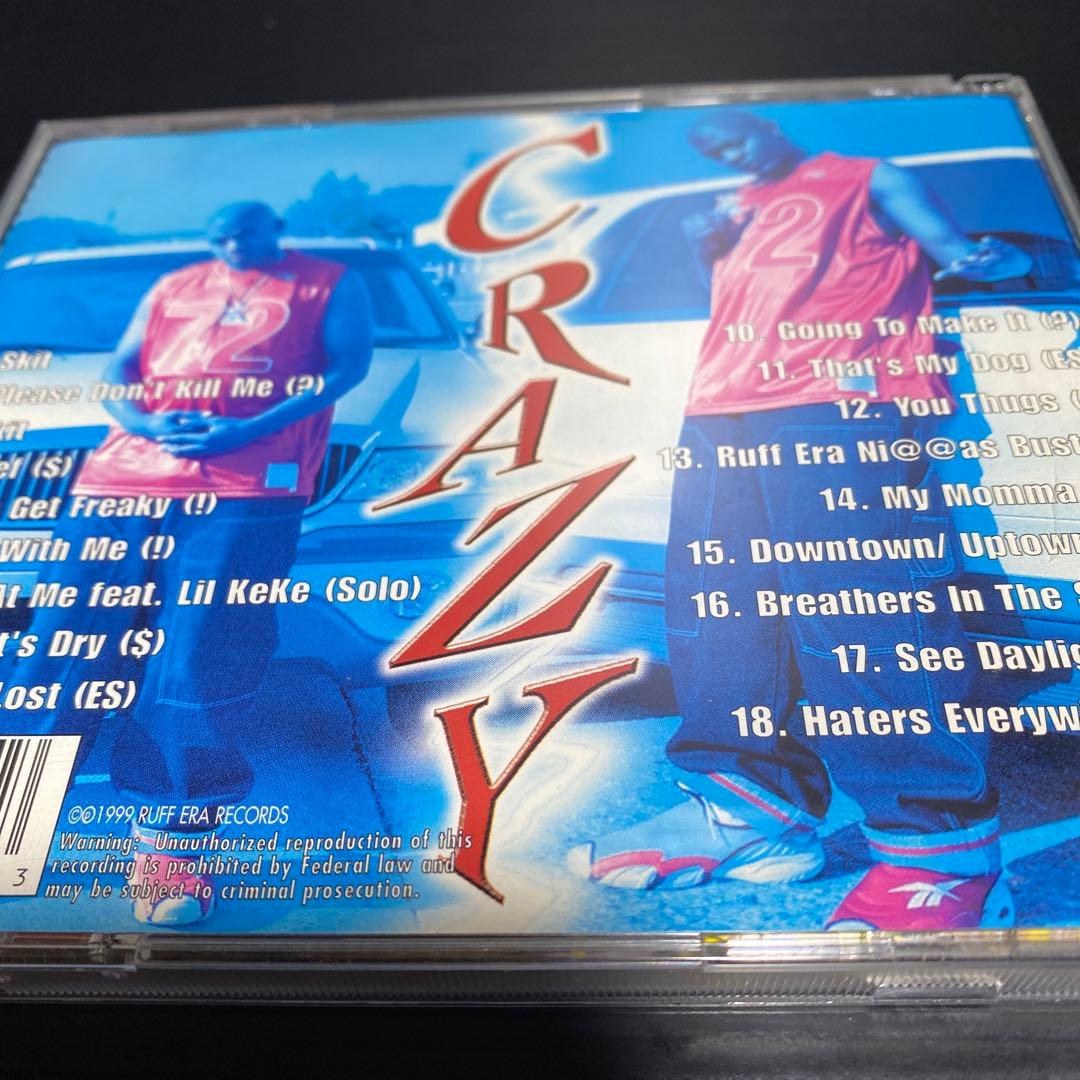 CRAZY
72
2
Skit
Please Don't Kill Me (?)
($)
Get Freaky (!)
With Me (!)
At Me feat. Lil KeKe (Solo)
t's Dry ($)
Lost (ES)
10. Going To Make It (?)
11. That's My Dog (ES
12. You Thugs (
13. Ruff Era Ni@@as Bust
14. My Momma
15. Downtown/ Uptown
16. Breathers In The S
17. See Daylig
18. Haters Everyw
3
©℗1999 RUFF ERA RECORDS
Warning: Unauthorized reproduction of this
recording is prohibited by Federal law and
may be subject to criminal prosecution.